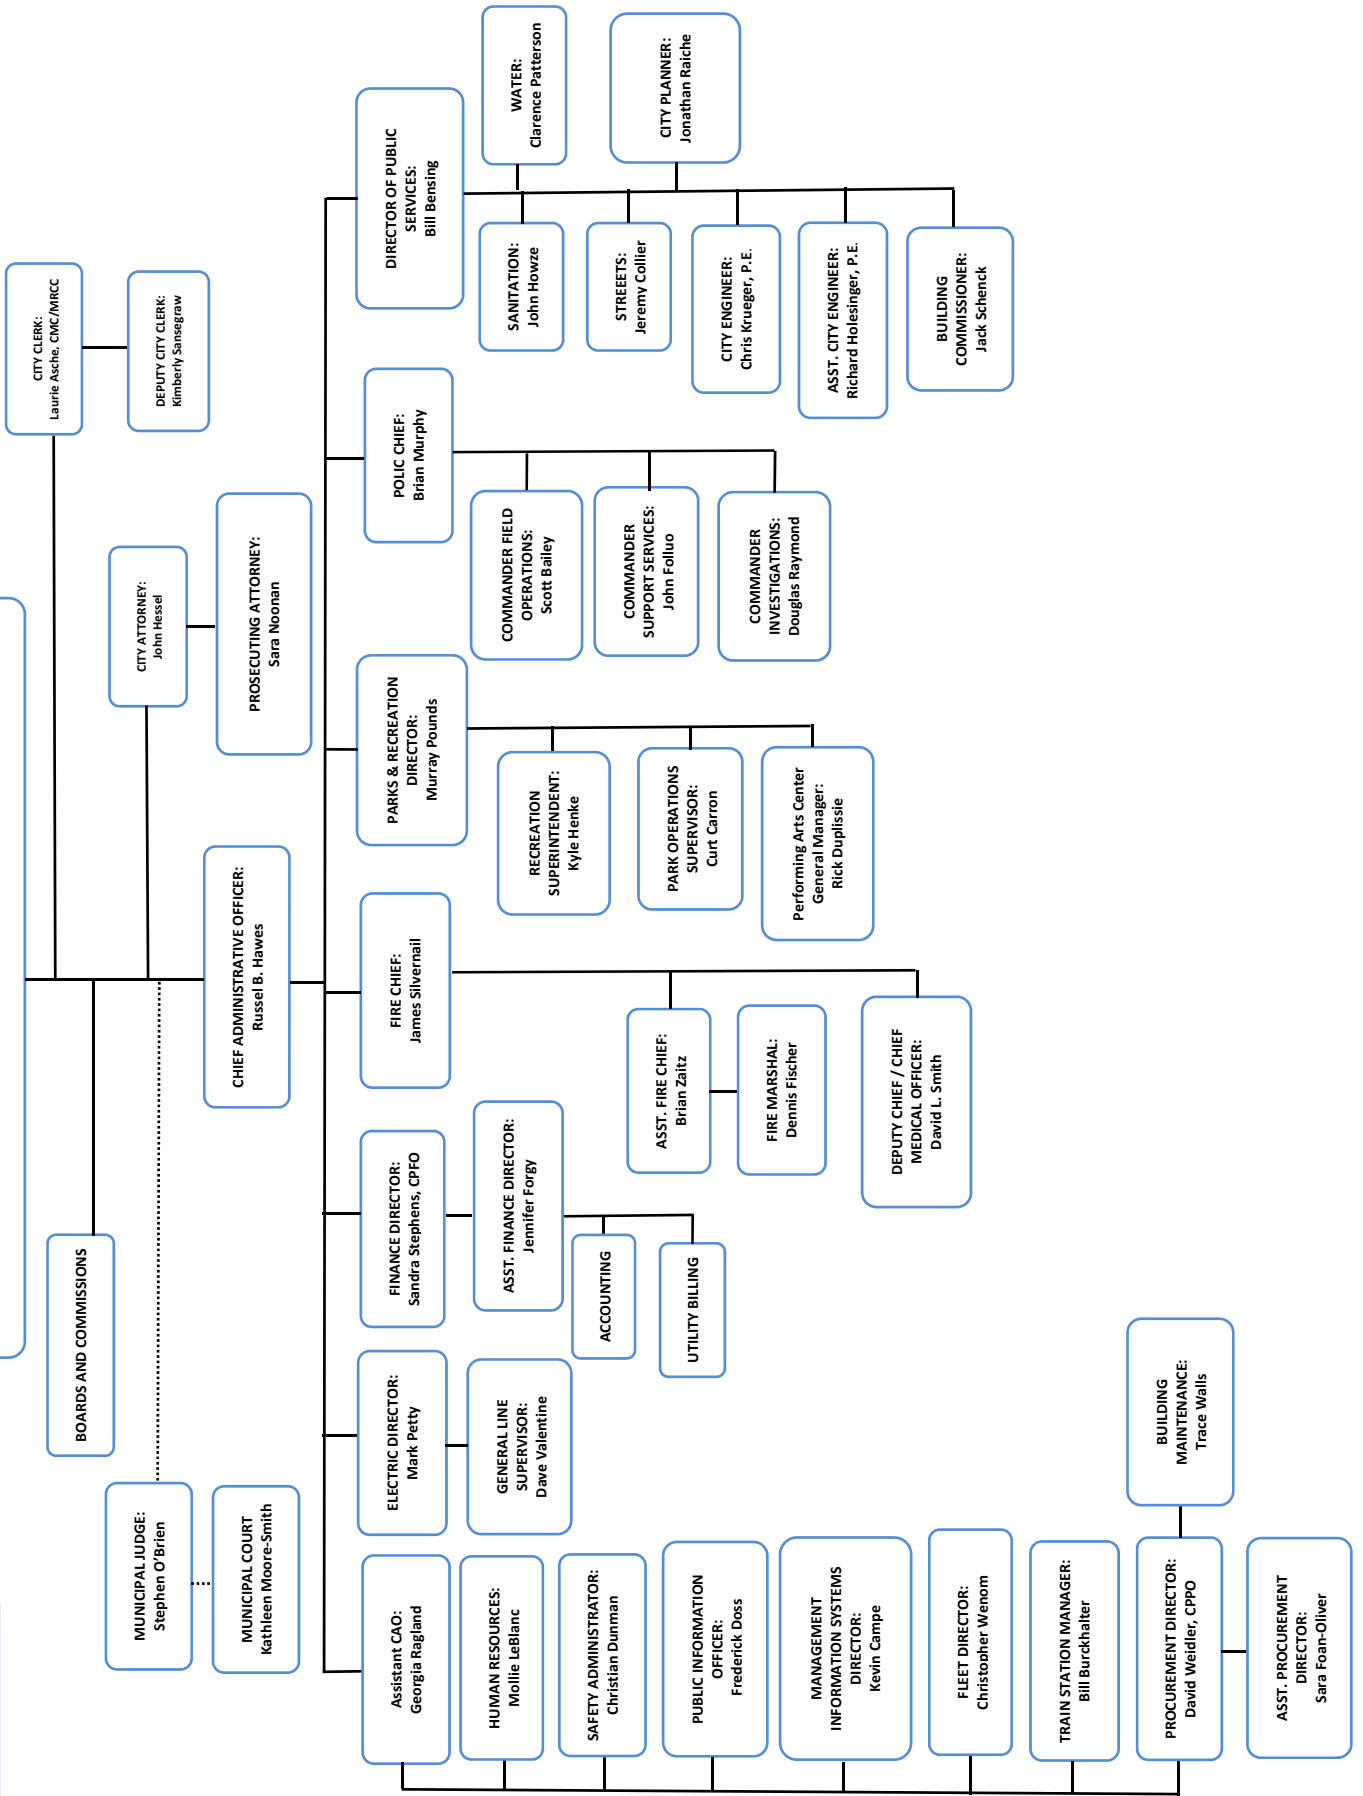 CITY CLERK:
Laurie Asche, CMC/MRCC
DEPUTY CITY CLERK:
Kimberly Sansegraw
CITY ATTORNEY:
John Hessel
PROSECUTING ATTORNEY:
Sara Noonan
BOARDS AND COMMISSIONS
MUNICIPAL JUDGE:
Stephen O’Brien
MUNICIPAL COURT
Kathleen Moore-Smith
CHIEF ADMINISTRATIVE OFFICER:
Russel B. Hawes
Assistant CAO:
Georgia Ragland
HUMAN RESOURCES:
Mollie LeBlanc
SAFETY ADMINISTRATOR:
Christian Dunman
PUBLIC INFORMATION
OFFICER:
Frederick Doss
MANAGEMENT
INFORMATION SYSTEMS
DIRECTOR:
Kevin Campe
FLEET DIRECTOR:
Christopher Wenom
TRAIN STATION MANAGER:
Bill Burckhalter
PROCUREMENT DIRECTOR:
David Weidler, CPPO
BUILDING
MAINTENANCE:
Trace Walls
ASST. PROCUREMENT
DIRECTOR:
Sara Foan-Oliver
ELECTRIC DIRECTOR:
Mark Petty
GENERAL LINE
SUPERVISOR:
Dave Valentine
FINANCE DIRECTOR:
Sandra Stephens, CPFO
ASST. FINANCE DIRECTOR:
Jennifer Forgy
ACCOUNTING
UTILITY BILLING
FIRE CHIEF:
James Silvernail
ASST. FIRE CHIEF:
Brian Zaitz
FIRE MARSHAL:
Dennis Fischer
DEPUTY CHIEF / CHIEF
MEDICAL OFFICER:
David L. Smith
PARKS & RECREATION
DIRECTOR:
Murray Pounds
RECREATION
SUPERINTENDENT:
Kyle Henke
PARK OPERATIONS
SUPERVISOR:
Curt Carron
Performing Arts Center
General Manager:
Rick Duplissie
POLIC CHIEF:
Brian Murphy
COMMANDER FIELD
OPERATIONS:
Scott Bailey
COMMANDER
SUPPORT SERVICES:
John Folluo
COMMANDER
INVESTIGATIONS:
Douglas Raymond
DIRECTOR OF PUBLIC
SERVICES:
Bill Bensing
WATER:
Clarence Patterson
SANITATION:
John Howze
CITY PLANNER:
Jonathan Raiche
STREEETS:
Jeremy Collier
CITY ENGINEER:
Chris Krueger, P.E.
ASST. CITY ENGINEER:
Richard Holesinger, P.E.
BUILDING
COMMISSIONER:
Jack Schenck